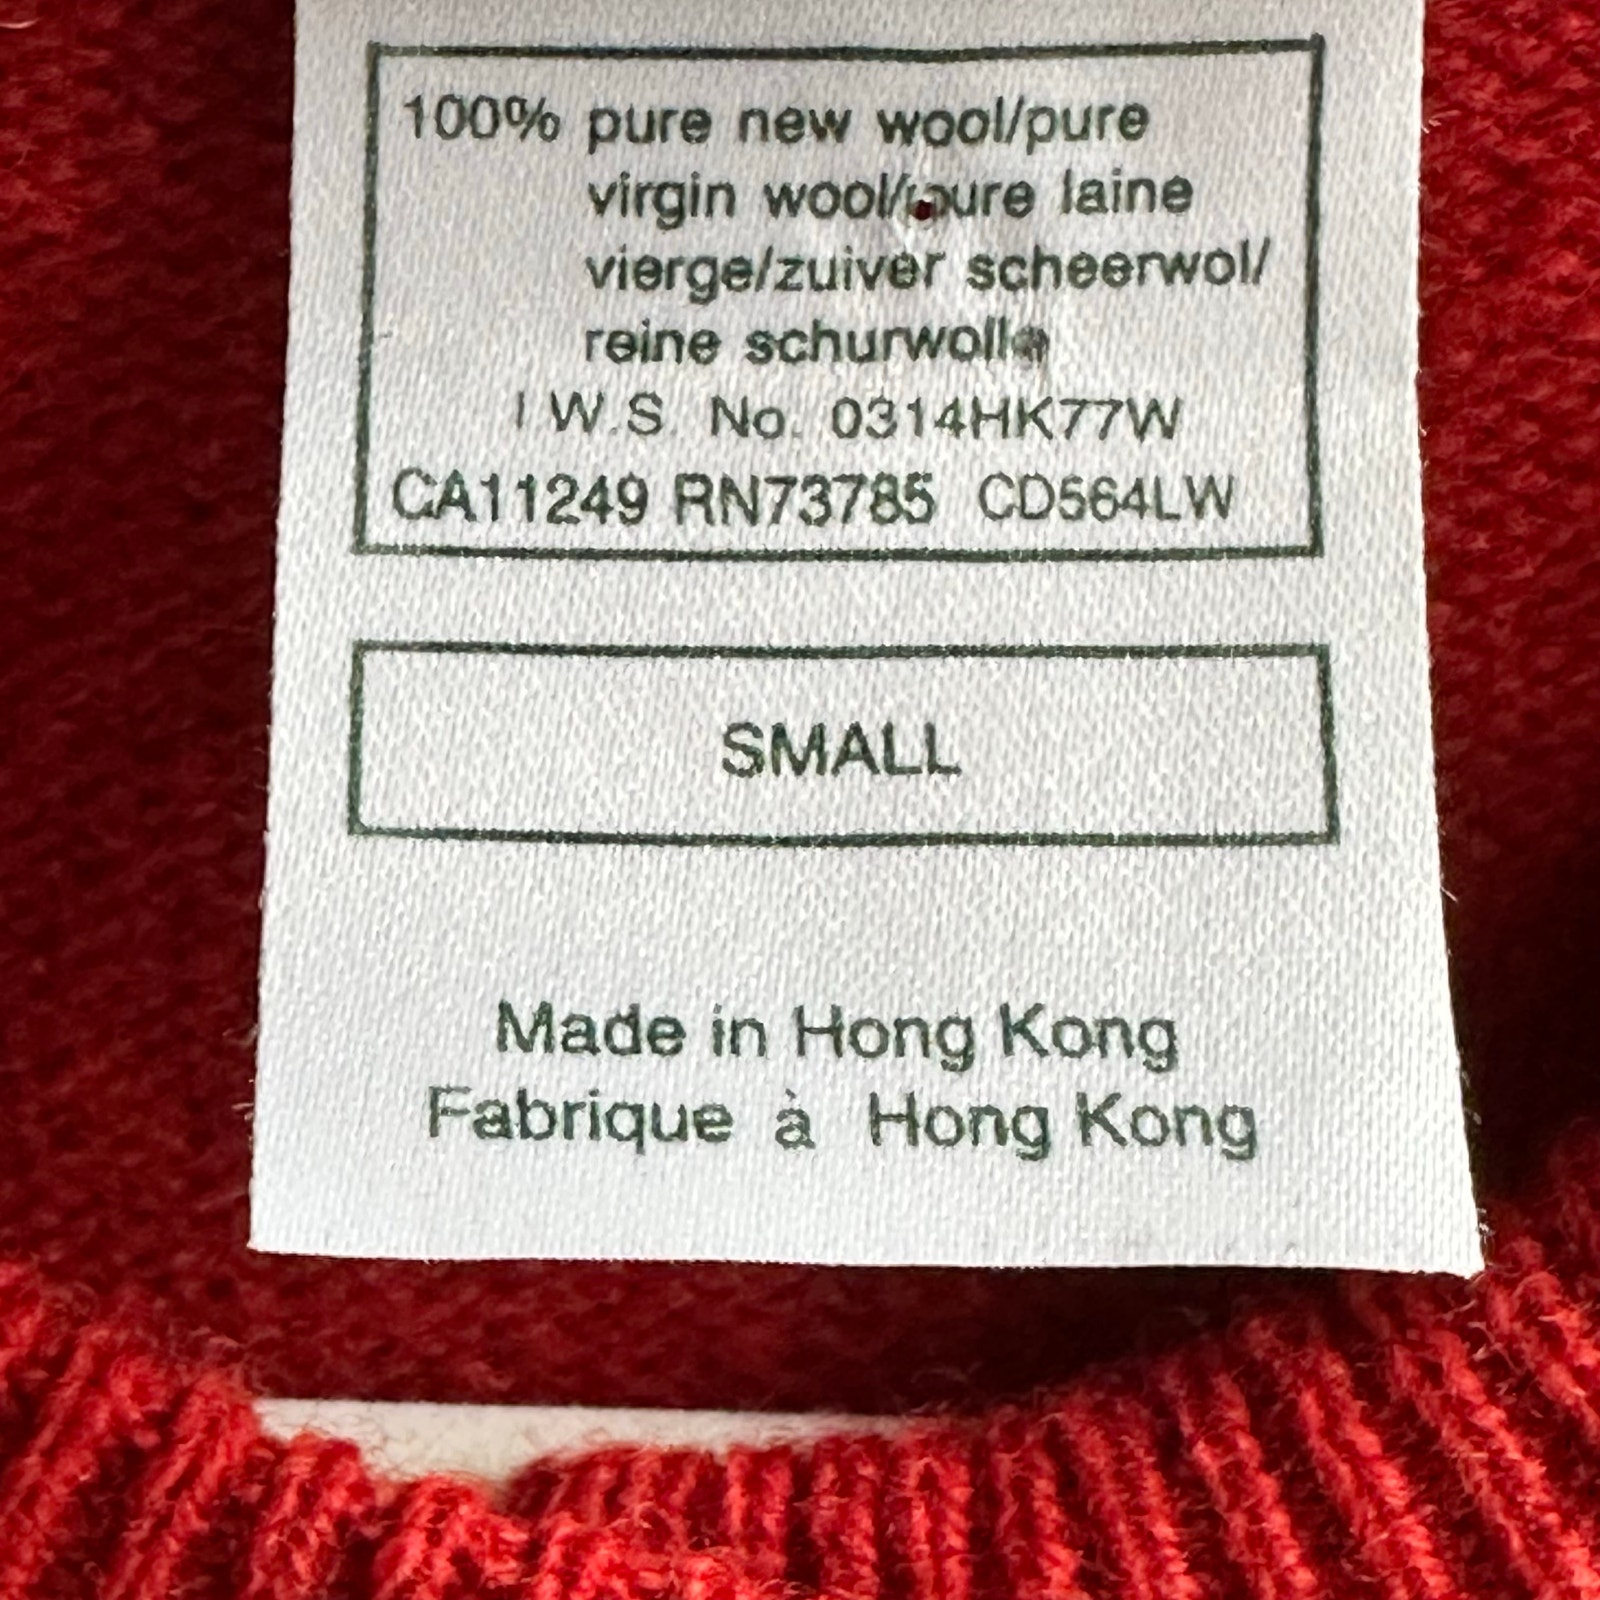 100% pure new wool/pure
virgin wool/pure laine
vierge/zuiver scheerwol/
reine schurwolle
I.W.S. No. 0314HK77W
CA11249 RN73785 CD564LW
SMALL
Made in Hong Kong
Fabrique à Hong Kong